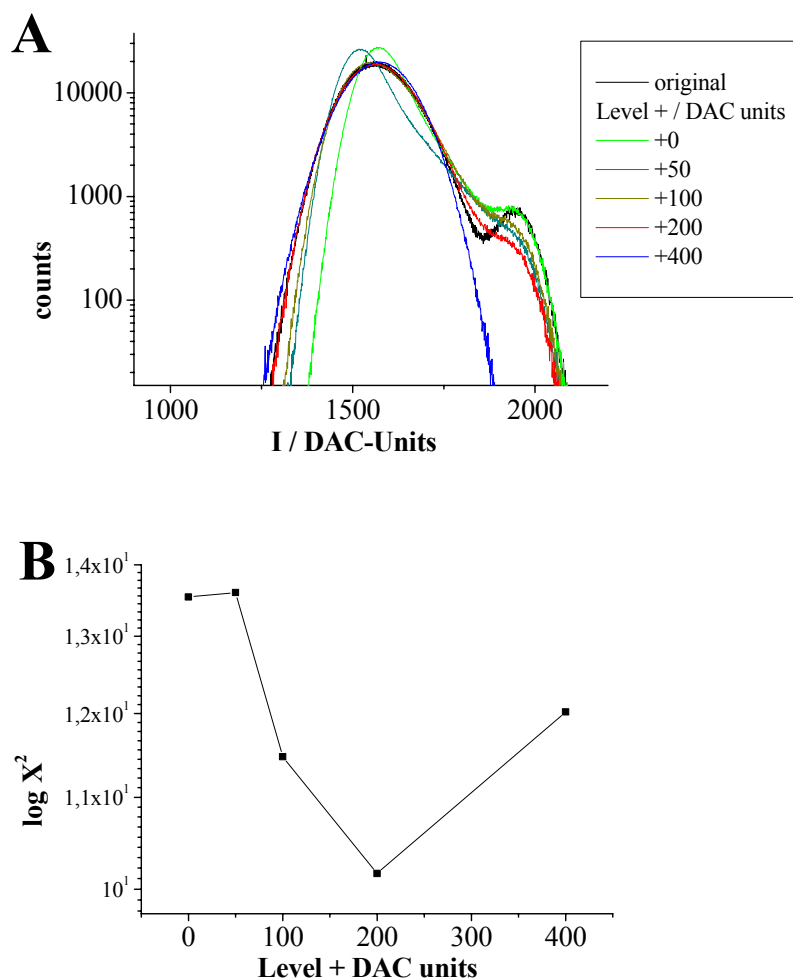 A
counts
10000
1000
100
1000
1500
2000
I / DAC-Units
original
Level + / DAC units
+0
+50
+100
+200
+400
B
log X²
1,4x10¹
1,3x10¹
1,2x10¹
1,1x10¹
10¹
0
100
200
300
400
Level + DAC units